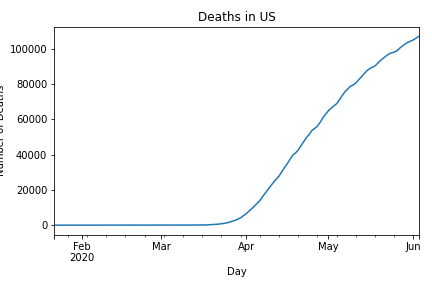 Deaths in US
Number of Deaths
100000
80000
60000
40000
20000
0
Feb
2020
Mar
Apr
May
Jun
Day